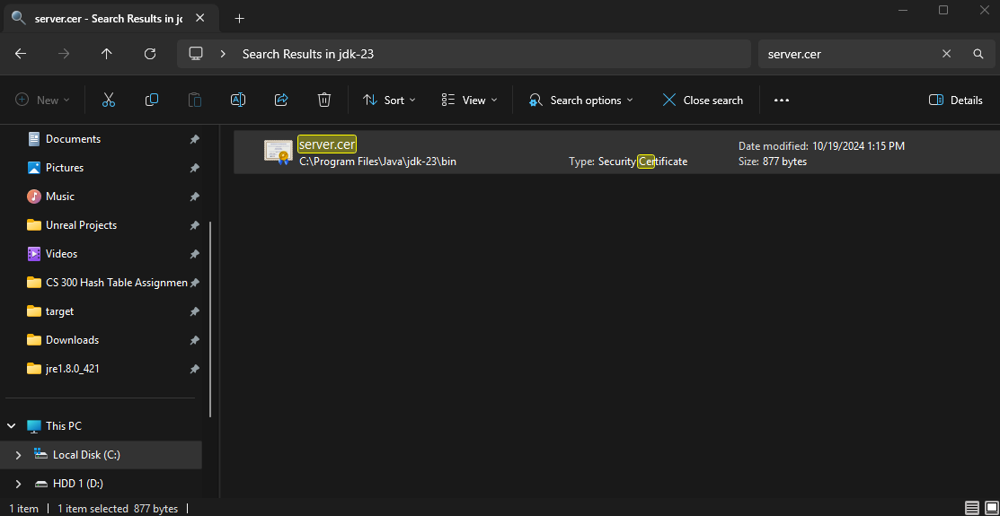 server.cer - Search Results in jc
Search Results in jdk-23
server.cer
New
Sort
View
Search options
Close search
Details
Documents
Pictures
Music
Unreal Projects
Videos
CS 300 Hash Table Assignmen
target
Downloads
jre1.8.0_421
This PC
Local Disk (C:)
HDD 1 (D:)
server.cer
C:\Program Files\Java\jdk-23\bin
Type: Security Certificate
Date modified: 10/19/2024 1:15 PM
Size: 877 bytes
1 item
1 item selected 877 bytes